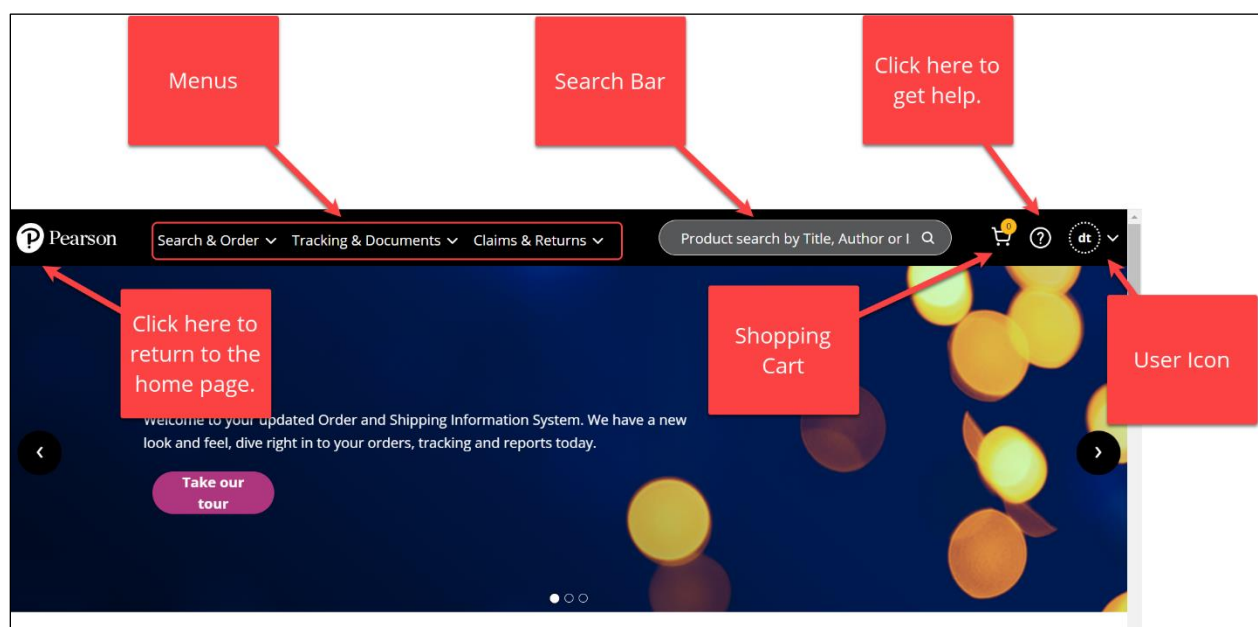 Menus
Search Bar
Click here to
get help.
Pearson
Search & Order
Tracking & Documents
Claims & Returns
Product search by Title, Author or I
0
?
dt
Click here to
return to the
home page.
Shopping
Cart
User Icon
Welcome to your updated Order and Shipping Information System. We have a new
look and feel, dive right in to your orders, tracking and reports today.
Take our
tour